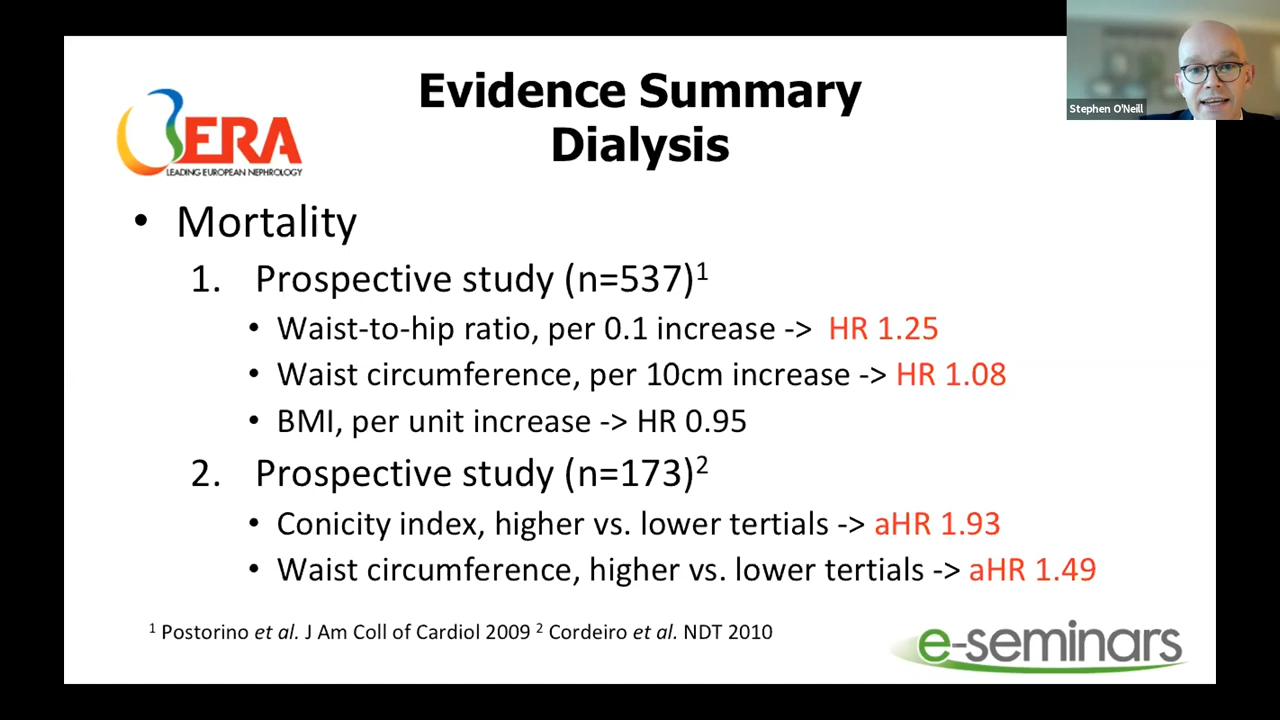 Evidence Summary
Dialysis
ERA
LEADING EUROPEAN NEPHROLOGY
Stephen O'Neill
• Mortality
1. Prospective study (n=537)¹
• Waist-to-hip ratio, per 0.1 increase -> HR 1.25
• Waist circumference, per 10cm increase -> HR 1.08
• BMI, per unit increase -> HR 0.95
2. Prospective study (n=173)²
• Conicity index, higher vs. lower tertials -> aHR 1.93
• Waist circumference, higher vs. lower tertials -> aHR 1.49
¹ Postorino et al. J Am Coll of Cardiol 2009 ² Cordeiro et al. NDT 2010
e-seminars